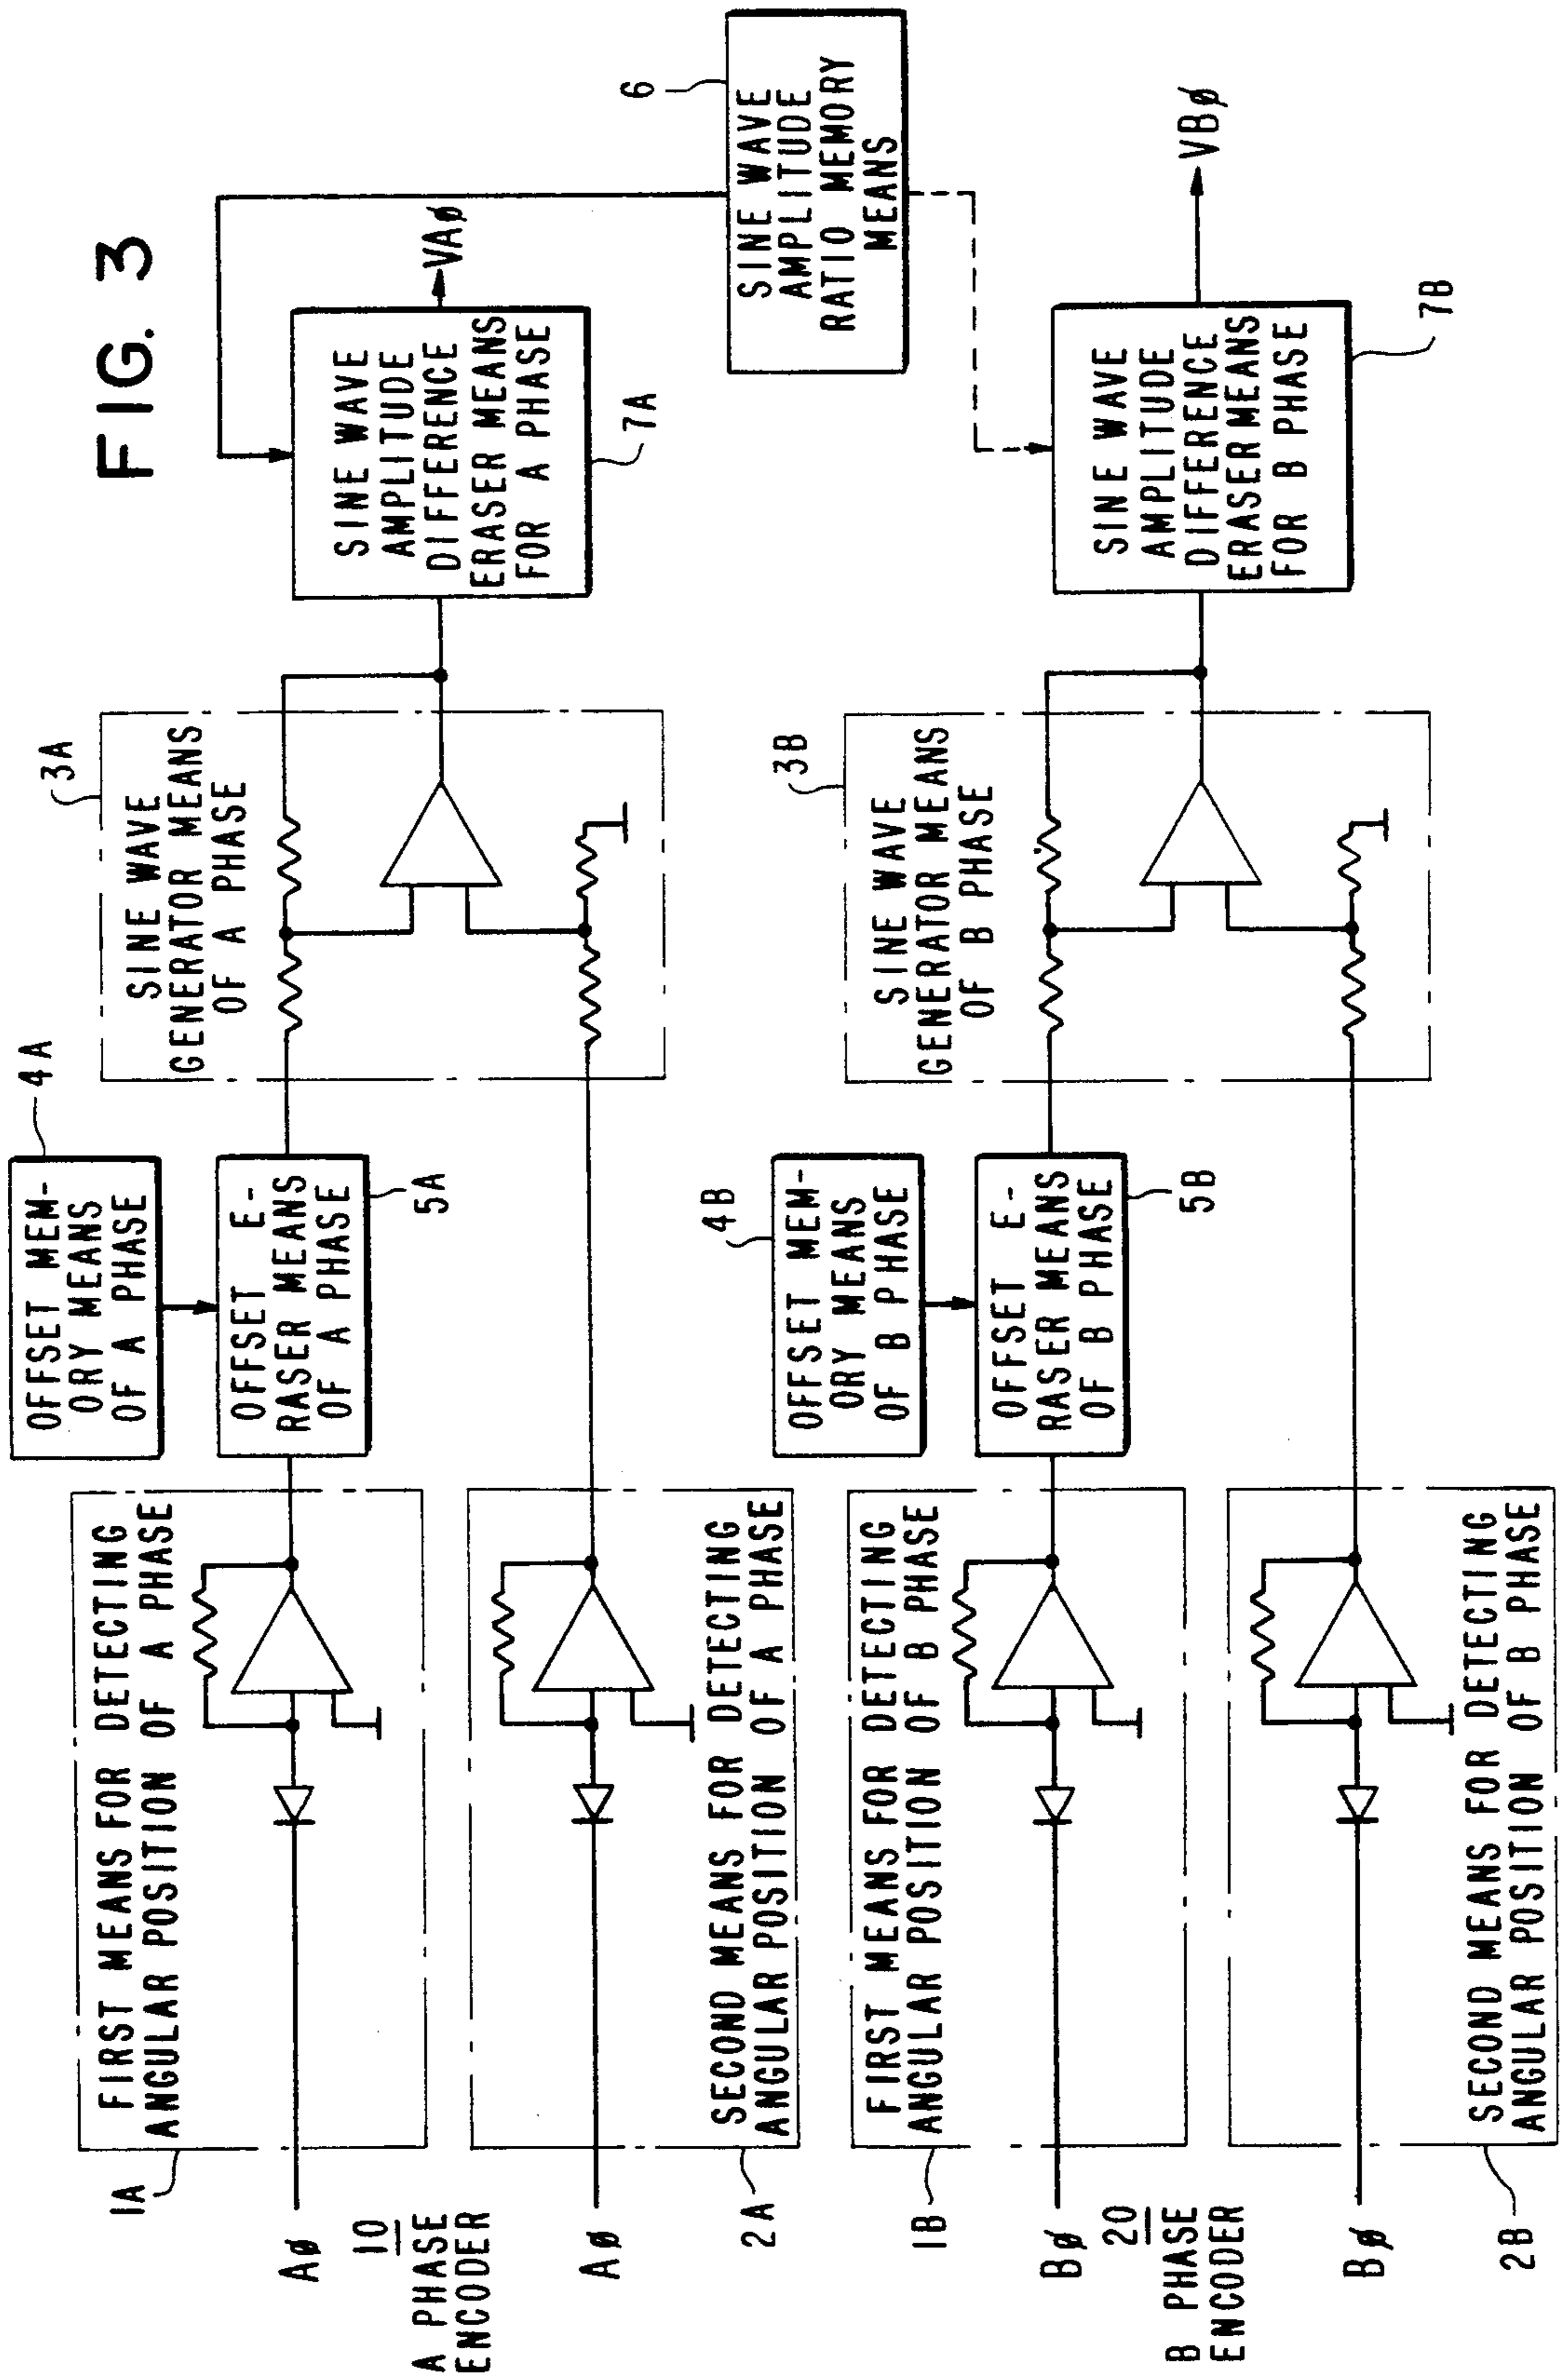 FIG. 3
1A
FIRST MEANS FOR DETECTING
ANGULAR POSITION OF A PHASE
Aø
10
A PHASE
ENCODER
Aø
SECOND MEANS FOR DETECTING
ANGULAR POSITION OF A PHASE
2A
4A
OFFSET MEM-
ORY MEANS
OF A PHASE
OFFSET E-
RASER MEANS
OF A PHASE
5A
3A
SINE WAVE
GENERATOR MEANS
OF A PHASE
SINE WAVE
AMPLITUDE
DIFFERENCE
ERASER MEANS
FOR A PHASE
7A
VAø
6
SINE WAVE
AMPLITUDE
RATIO MEMORY
MEANS
1B
FIRST MEANS FOR DETECTING
ANGULAR POSITION OF B PHASE
Bø
20
B PHASE
ENCODER
Bø
SECOND MEANS FOR DETECTING
ANGULAR POSITION OF B PHASE
2B
4B
OFFSET MEM-
ORY MEANS
OF B PHASE
OFFSET E-
RASER MEANS
OF B PHASE
5B
3B
SINE WAVE
GENERATOR MEANS
OF B PHASE
SINE WAVE
AMPLITUDE
DIFFERENCE
ERASER MEANS
FOR B PHASE
7B
VBø